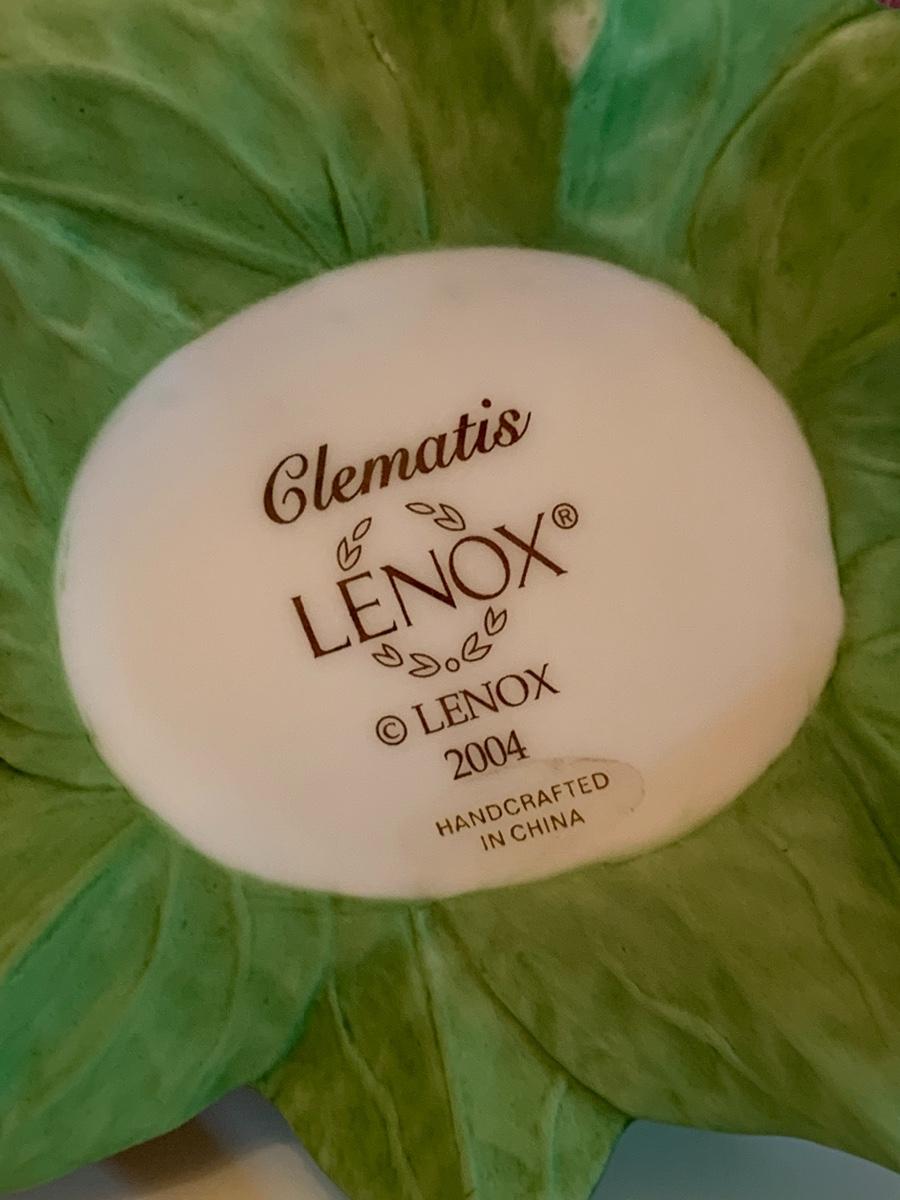 Clematis
LENOX®
© LENOX
2004
HANDCRAFTED
IN CHINA